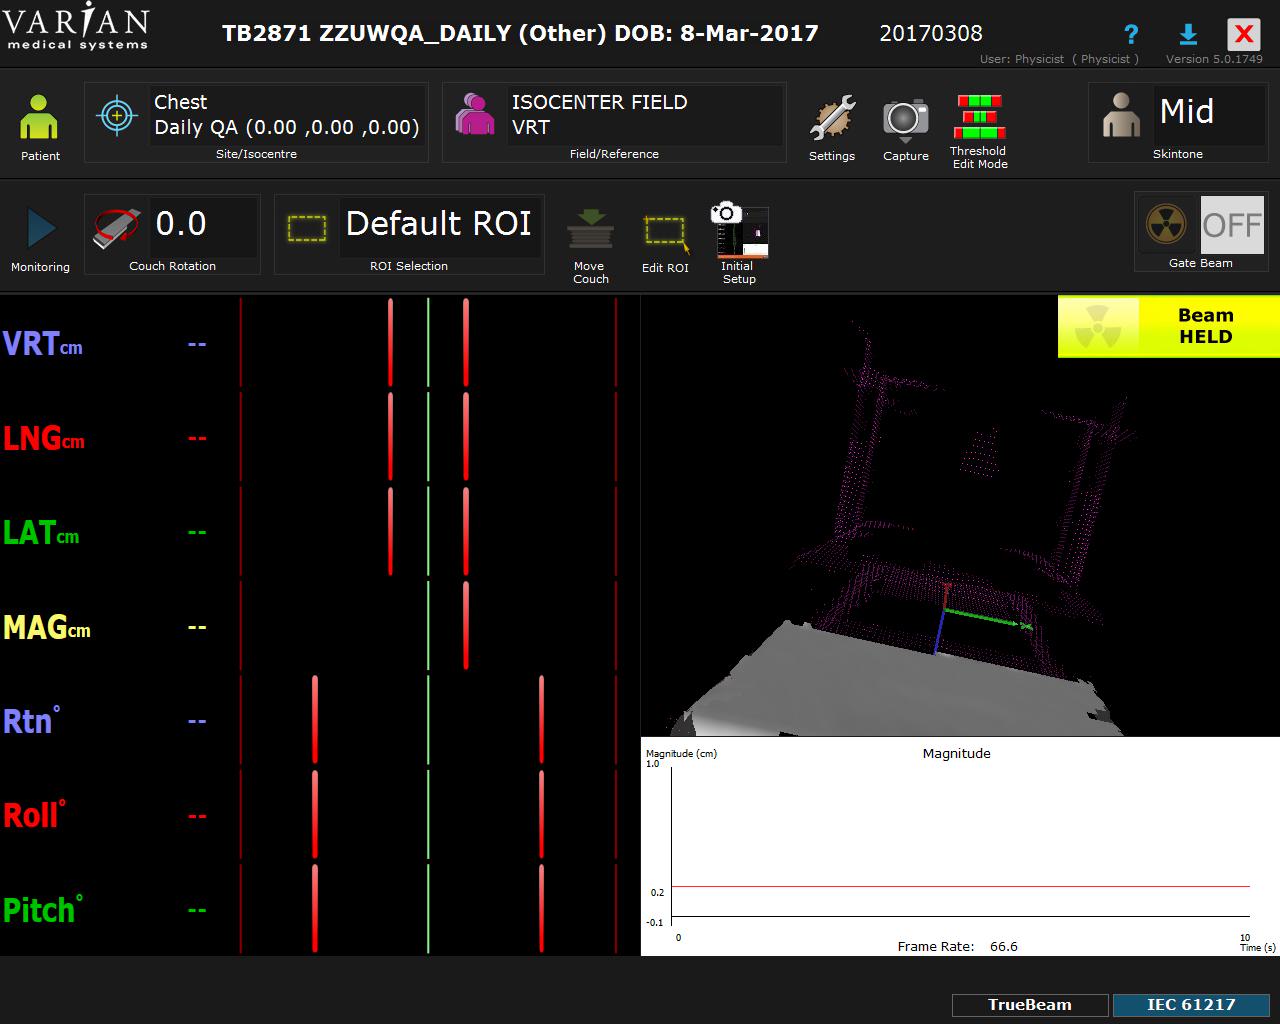 VARIAN
medical systems
TB2871 ZZUWQA_DAILY (Other) DOB: 8-Mar-2017
20170308
?
X
User: Physicist ( Physicist )
Version 5.0.1749
Patient
Chest
Daily QA (0.00 ,0.00 ,0.00)
Site/Isocentre
ISOCENTER FIELD
VRT
Field/Reference
Settings
Capture
Threshold
Edit Mode
Mid
Skintone
Monitoring
0.0
Couch Rotation
Default ROI
ROI Selection
Move
Couch
Edit ROI
Initial
Setup
OFF
Gate Beam
VRTcm --
LNGcm --
LATcm --
MAGcm --
Rtn° --
Roll° --
Pitch° --
Beam
HELD
Magnitude (cm)
Magnitude
1.0
0.2
-0.1
0
10
Time (s)
Frame Rate: 66.6
TrueBeam
IEC 61217